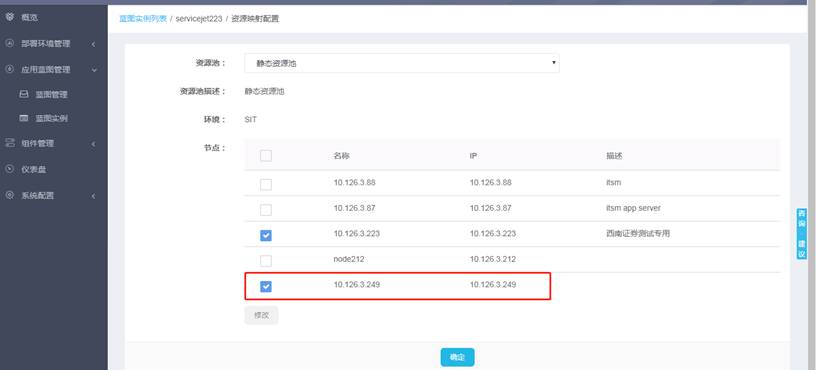 概览
部署环境管理
应用蓝图管理
蓝图管理
蓝图实例
组件管理
仪表盘
系统配置
蓝图实例列表 / servicejet223 / 资源映射配置
资源池： 静态资源池
资源池描述： 静态资源池
环境： SIT
节点：
名称 IP 描述
10.126.3.88 10.126.3.88 itsm
10.126.3.87 10.126.3.87 itsm app server
10.126.3.223 10.126.3.223 西南证券测试专用
node212 10.126.3.212
10.126.3.249 10.126.3.249
修改
确定
咨询·建议